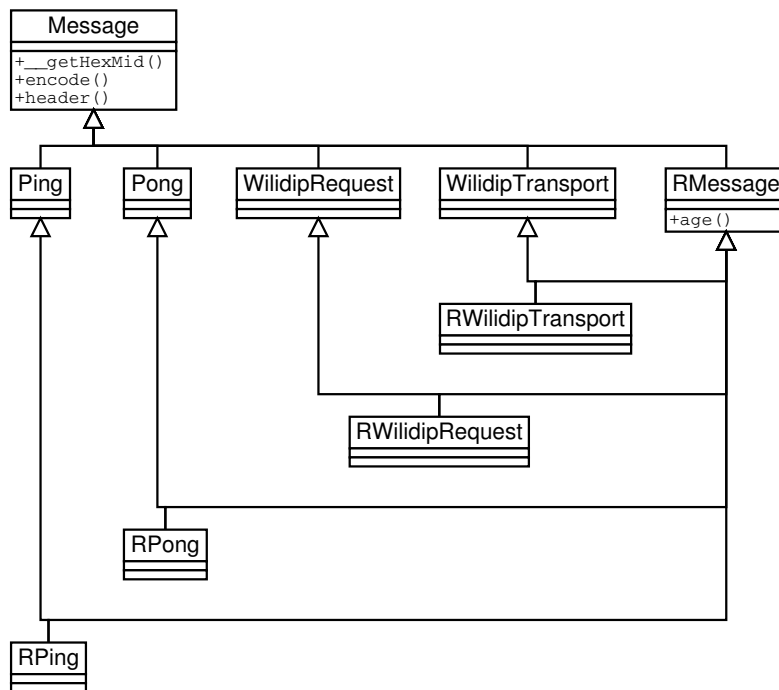 Message
+__getHexMid()
+encode()
+header()
Ping
Pong
WilidipRequest
WilidipTransport
RMessage
+age()
RWilidipTransport
RWilidipRequest
RPong
RPing